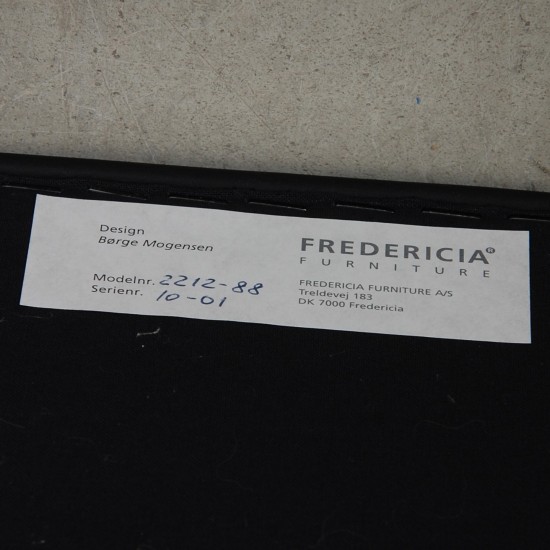 Design
Børge Mogensen
Modelnr. 2212-88
Serienr. 10-01
FREDERICIA®
FURNITURE
FREDERICIA FURNITURE A/S
Treldevej 183
DK 7000 Fredericia